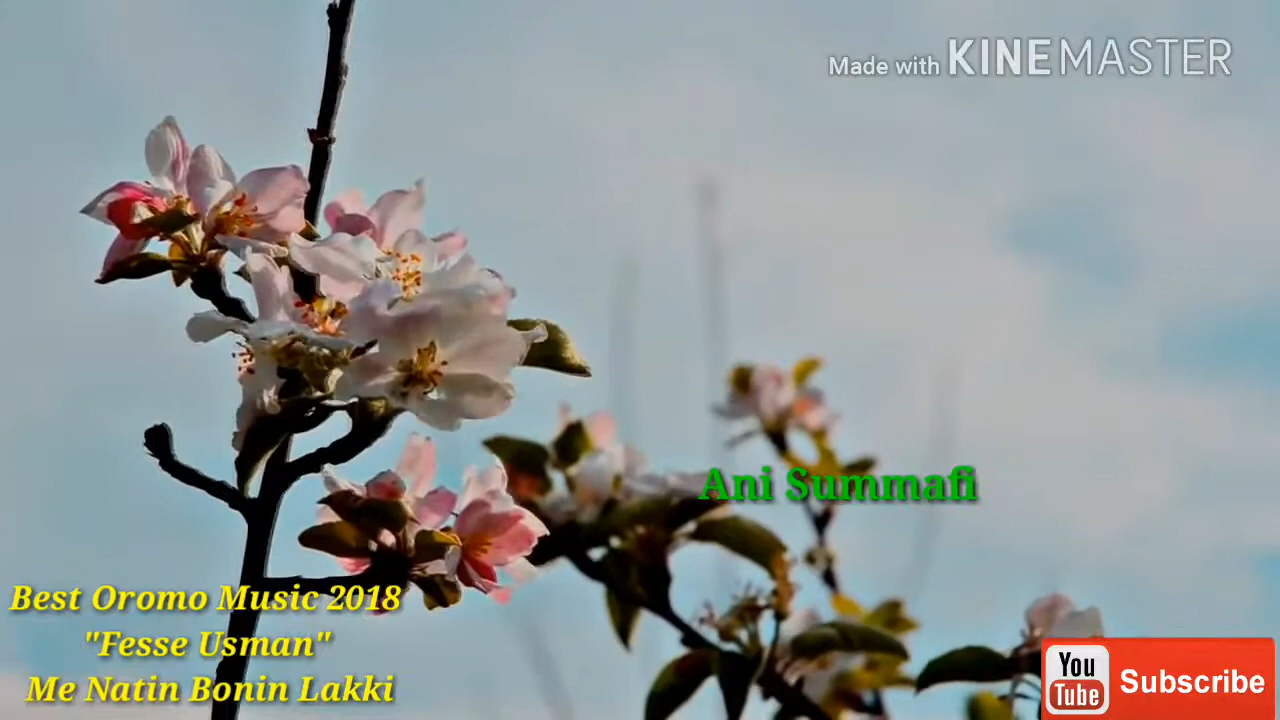 Made with KINEMASTER
Ani Summafi
Best Oromo Music 2018
"Fesse Usman"
Me Natin Bonin Lakki
You Tube Subscribe